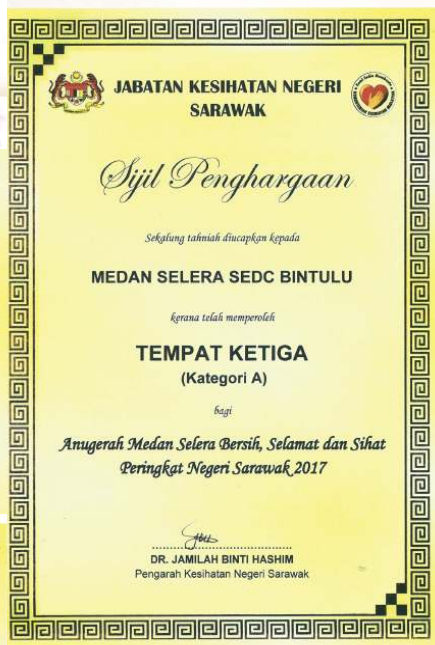 JABATAN KESIHATAN NEGERI
SARAWAK
Sijil Penghargaan
Sekalung tahniah diucapkan kepada
MEDAN SELERA SEDC BINTULU
kerana telah memperoleh
TEMPAT KETIGA
(Kategori A)
bagi
Anugerah Medan Selera Bersih, Selamat dan Sihat
Peringkat Negeri Sarawak 2017
DR. JAMILAH BINTI HASHIM
Pengarah Kesihatan Negeri Sarawak